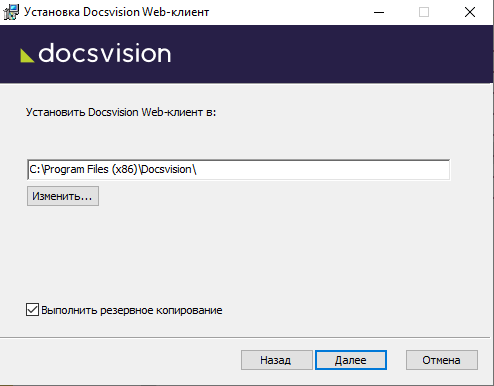 Установка Docsvision Web-клиент
docsvision
Установить Docsvision Web-клиент в:
C:\Program Files (x86)\Docsvision\
Изменить...
Выполнить резервное копирование
Назад Далее Отмена